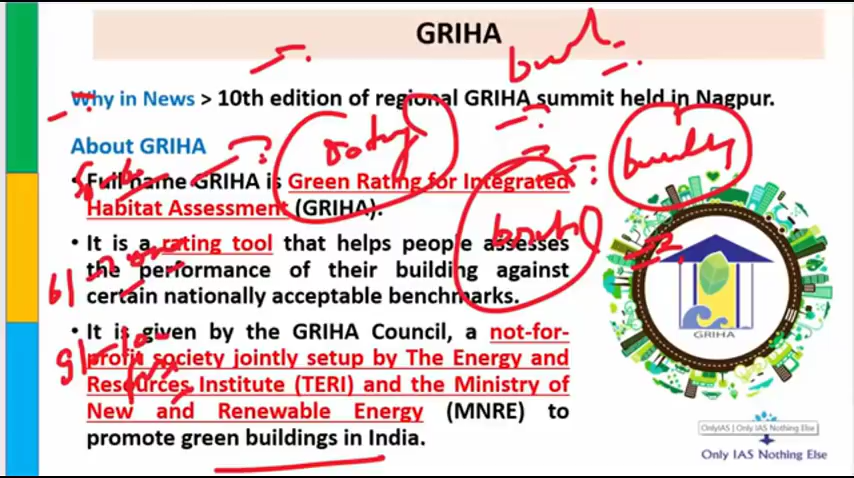 GRIHA
Why in News > 10th edition of regional GRIHA summit held in Nagpur.
About GRIHA
• Full name GRIHA is Green Rating for Integrated
Habitat Assessment (GRIHA).
• It is a rating tool that helps people assesses
the performance of their building against
certain nationally acceptable benchmarks.
• It is given by the GRIHA Council, a not-for-
profit society jointly setup by The Energy and
Resources Institute (TERI) and the Ministry of
New and Renewable Energy (MNRE) to
promote green buildings in India.
rating
GRIHA
OnlyIAS | Only IAS Nothing Else
Only IAS Nothing Else